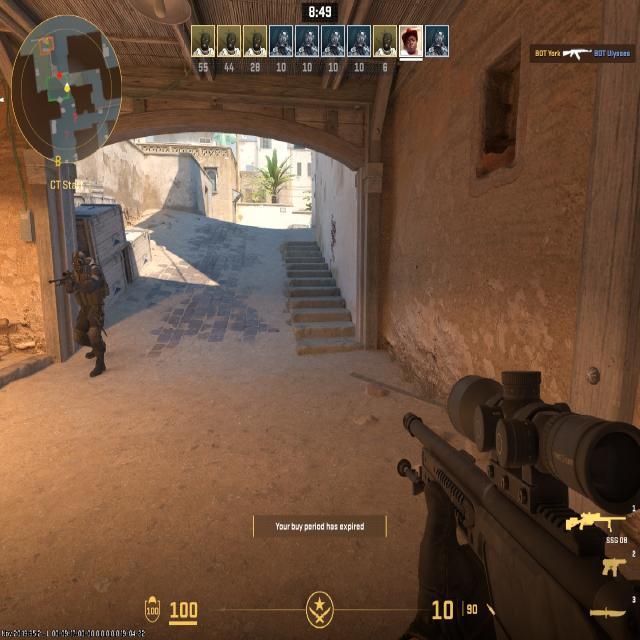 8:49
55 44 28 10 10 10 10 6
BOT York BOT Ulysses
B
CT Start
Your buy period has expired
1
SSG 08
2
3
100 100
10 | 90